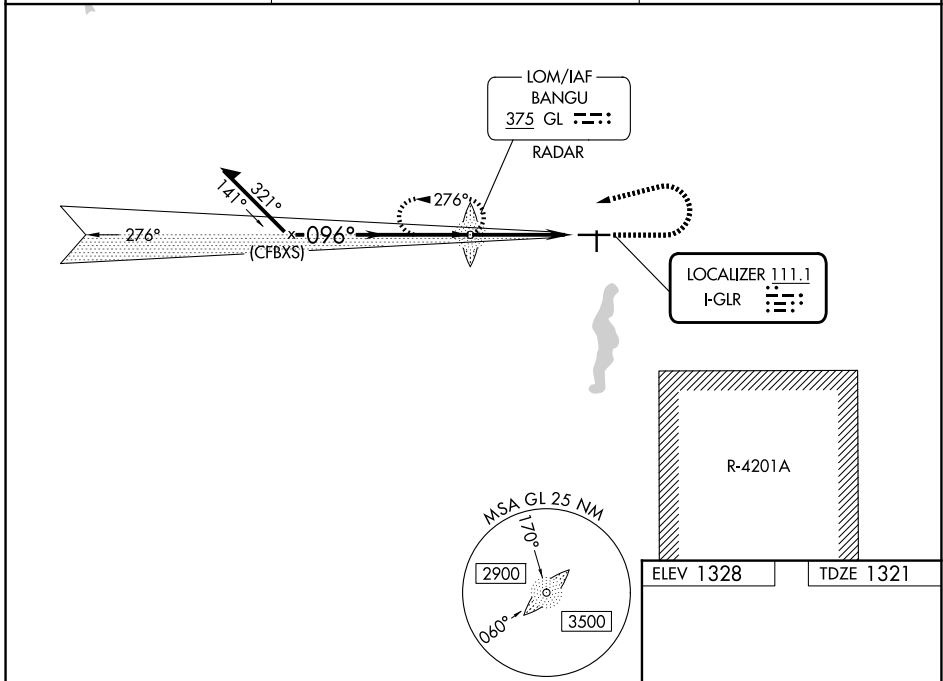 LOM/IAF
BANGU
375 GL
RADAR
141°
321°
276°
276°
096°
(CFBXS)
LOCALIZER 111.1
I-GLR
R-4201A
MSA GL 25 NM
170°
2900
060°
3500
ELEV 1328
TDZE 1321